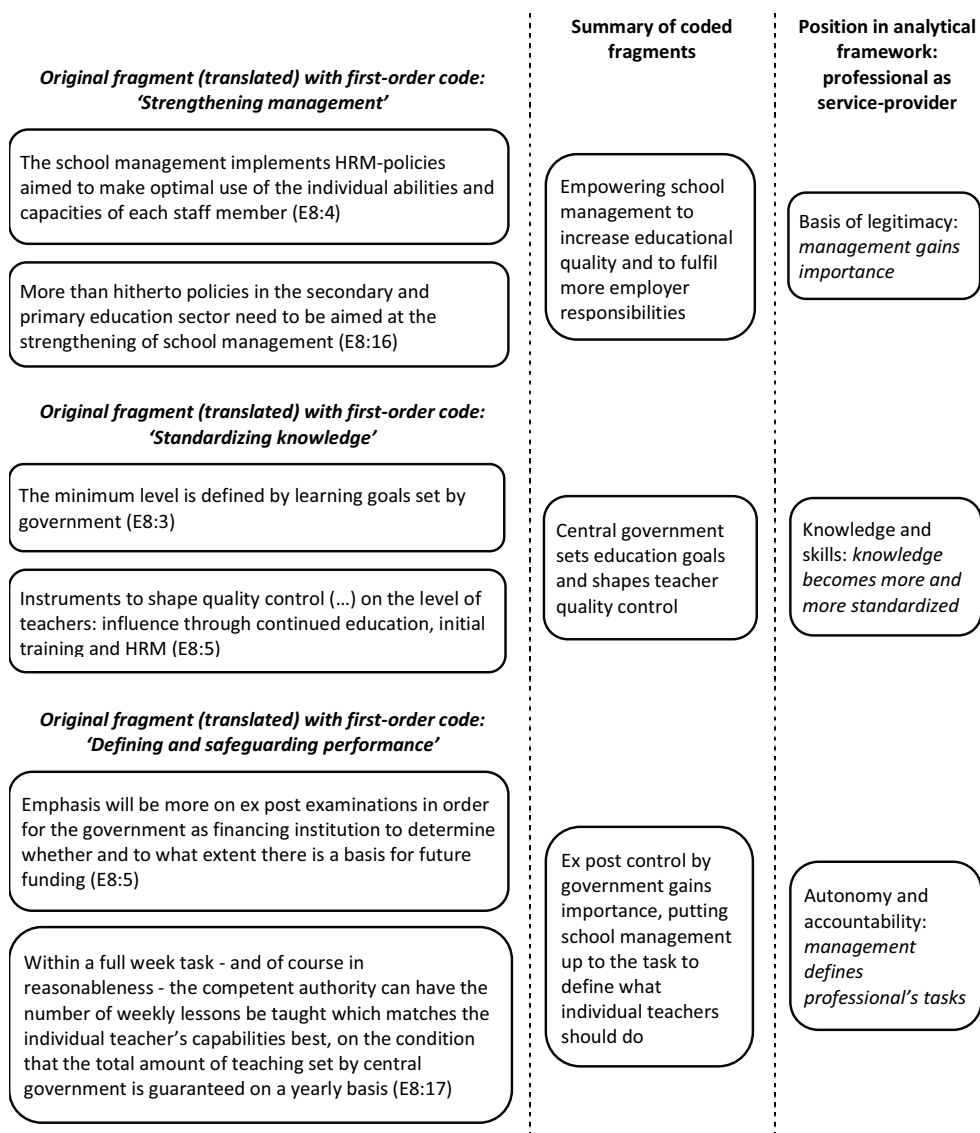 Summary of coded
fragments
Position in analytical
framework:
professional as
service-provider
Original fragment (translated) with first-order code:
‘Strengthening management’
The school management implements HRM-policies
aimed to make optimal use of the individual abilities and
capacities of each staff member (E8:4)
More than hitherto policies in the secondary and
primary education sector need to be aimed at the
strengthening of school management (E8:16)
Empowering school
management to
increase educational
quality and to fulfil
more employer
responsibilities
Basis of legitimacy:
management gains
importance
Original fragment (translated) with first-order code:
‘Standardizing knowledge’
The minimum level is defined by learning goals set by
government (E8:3)
Instruments to shape quality control (...) on the level of
teachers: influence through continued education, initial
training and HRM (E8:5)
Central government
sets education goals
and shapes teacher
quality control
Knowledge and
skills: knowledge
becomes more and
more standardized
Original fragment (translated) with first-order code:
‘Defining and safeguarding performance’
Emphasis will be more on ex post examinations in order
for the government as financing institution to determine
whether and to what extent there is a basis for future
funding (E8:5)
Within a full week task - and of course in
reasonableness - the competent authority can have the
number of weekly lessons be taught which matches the
individual teacher’s capabilities best, on the condition
that the total amount of teaching set by central
government is guaranteed on a yearly basis (E8:17)
Ex post control by
government gains
importance, putting
school management
up to the task to
define what
individual teachers
should do
Autonomy and
accountability:
management
defines
professional’s tasks